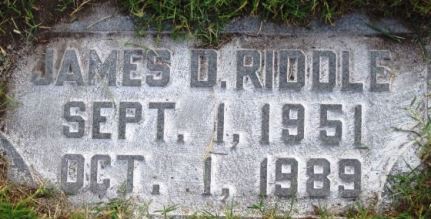 JAMES D. RIDDLE
SEPT. 1, 1951
OCT. 1, 1989